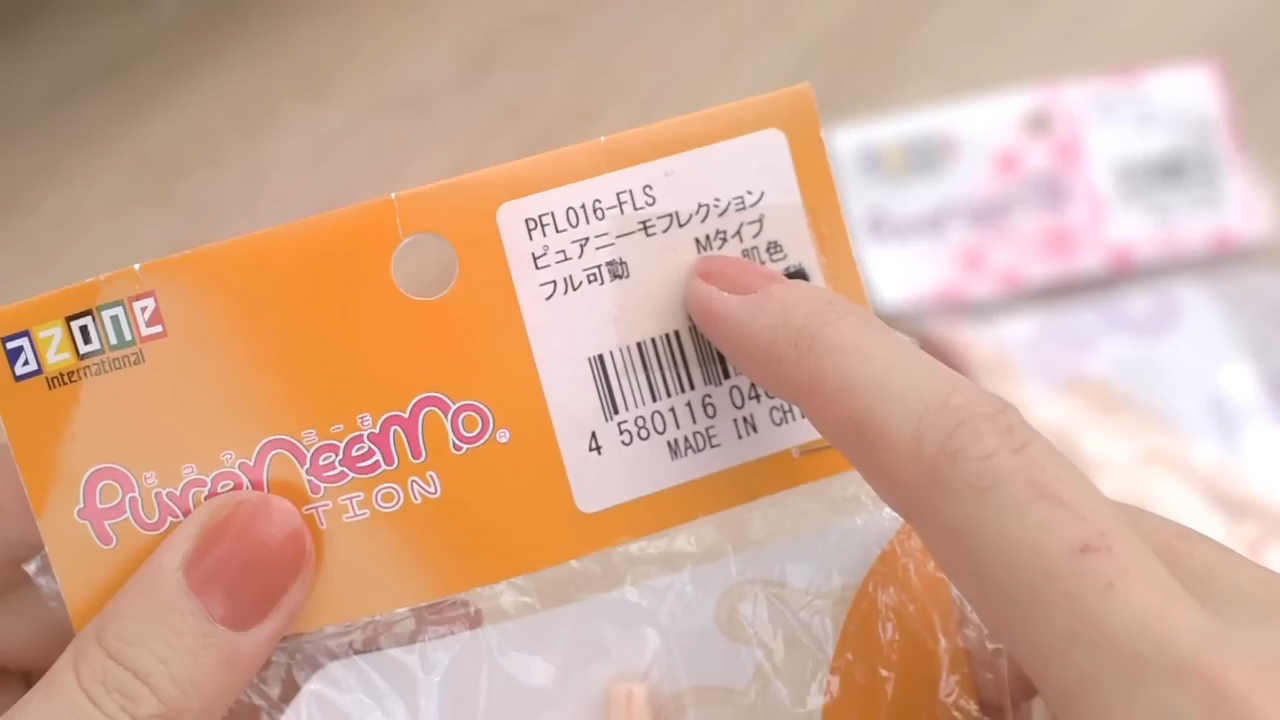 azone
International
ピュアニーモ
PureNeemo®
TION
PFL016-FLS
ピュアニーモフレクション
フル可動 Mタイプ
肌色
4 580116 04
MADE IN CHI